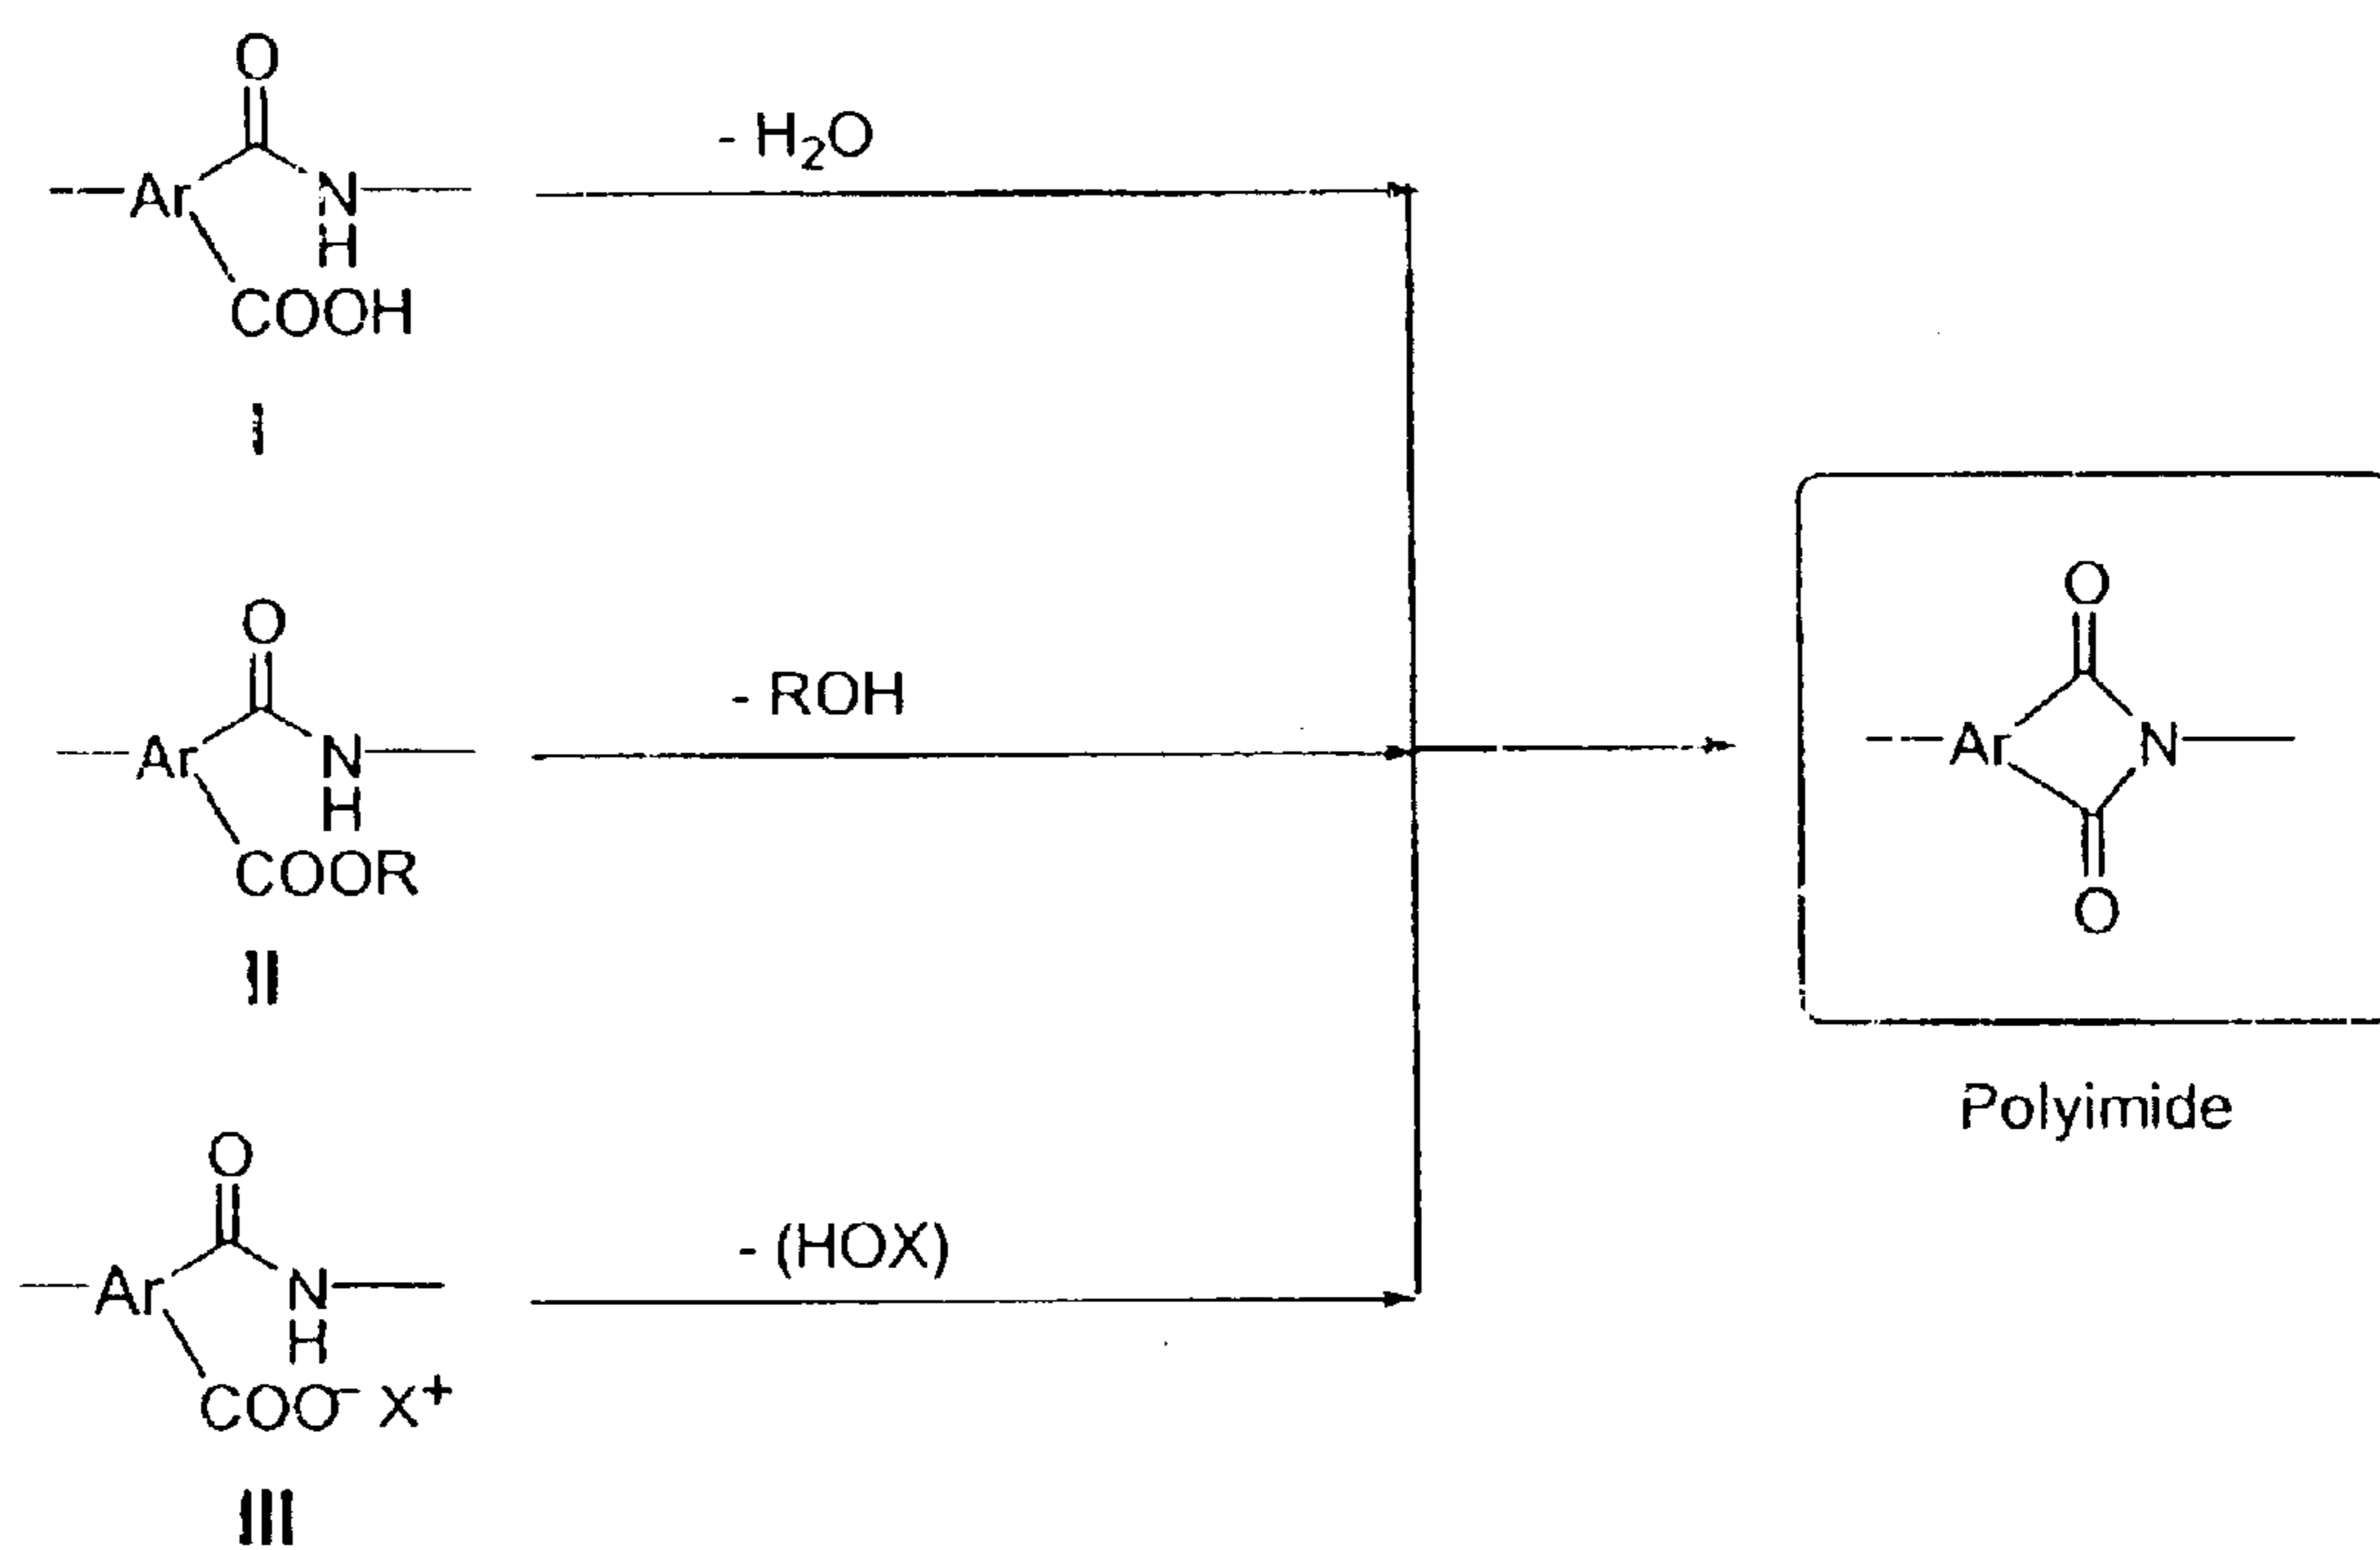 O
- H₂O
Ar
N
H
COOH
I
O
- ROH
Ar
N
H
COOR
II
O
Ar
N
O
Polyimide
O
- (HOX)
Ar
N
H
COO⁻ X⁺
III